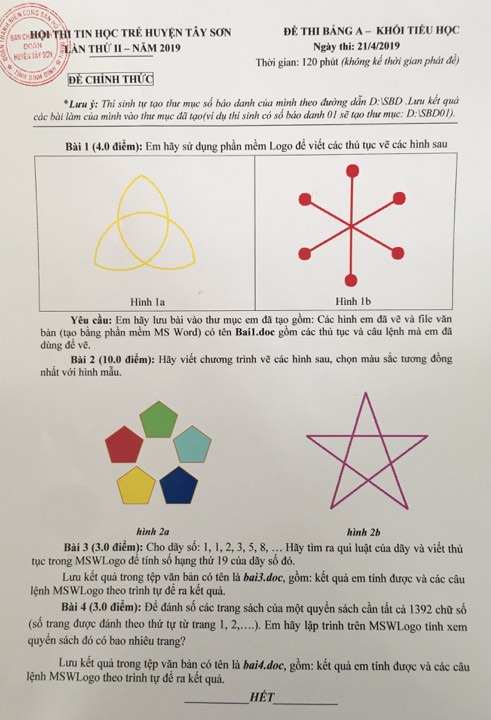 HỘI THI TIN HỌC TRẺ HUYỆN TÂY SƠN
LẦN THỨ II – NĂM 2019
ĐỀ CHÍNH THỨC
ĐỀ THI BẢNG A – KHỐI TIỂU HỌC
Ngày thi: 21/4/2019
Thời gian: 120 phút (không kể thời gian phát đề)
*Lưu ý: Thí sinh tự tạo thư mục số báo danh của mình theo đường dẫn D:\SBD .Lưu kết quả
các bài làm của mình vào thư mục đã tạo(ví dụ thí sinh có số báo danh 01 sẽ tạo thư mục: D:\SBD01).
Bài 1 (4.0 điểm): Em hãy sử dụng phần mềm Logo để viết các thủ tục vẽ các hình sau
Hình 1a
Hình 1b
Yêu cầu: Em hãy lưu bài vào thư mục em đã tạo gồm: Các hình em đã vẽ và file văn
bản (tạo bằng phần mềm MS Word) có tên Bai1.doc gồm các thủ tục và câu lệnh mà em đã
dùng để vẽ.
Bài 2 (10.0 điểm): Hãy viết chương trình vẽ các hình sau, chọn màu sắc tương đồng
nhất với hình mẫu.
hình 2a
hình 2b
Bài 3 (3.0 điểm): Cho dãy số: 1, 1, 2, 3, 5, 8, … Hãy tìm ra qui luật của dãy và viết thủ
tục trong MSWLogo để tính số hạng thứ 19 của dãy số đó.
Lưu kết quả trong tệp văn bản có tên là bai3.doc, gồm: kết quả em tính được và các câu
lệnh MSWLogo theo trình tự để ra kết quả.
Bài 4 (3.0 điểm): Để đánh số các trang sách của một quyển sách cần tất cả 1392 chữ số
(số trang được đánh theo thứ tự từ trang 1, 2,….). Em hãy lập trình trên MSWLogo tính xem
quyển sách đó có bao nhiêu trang?
Lưu kết quả trong tệp văn bản có tên là bai4.doc, gồm: kết quả em tính được và các câu
lệnh MSWLogo theo trình tự để ra kết quả.
HẾT